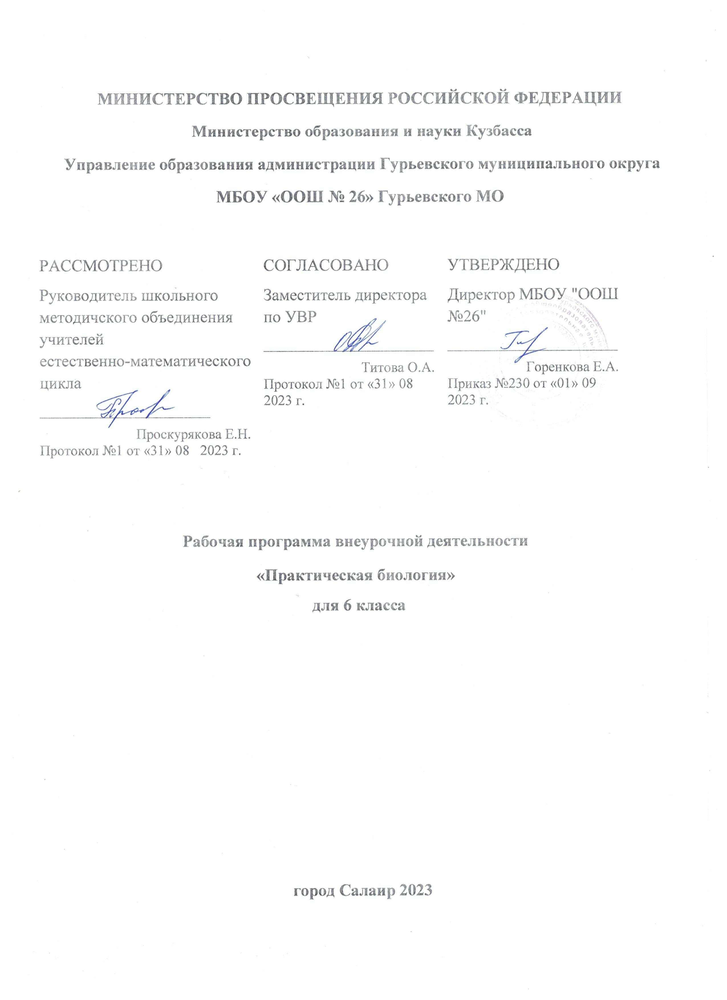 МИНИСТЕРСТВО ПРОСВЕЩЕНИЯ РОССИЙСКОЙ ФЕДЕРАЦИИ
Министерство образования и науки Кузбасса
Управление образования администрации Гурьевского муниципального округа
МБОУ «ООШ № 26» Гурьевского МО
РАССМОТРЕНО
Руководитель школьного
методичского объединения
учителей
естественно-математического
цикла
Проскурякова Е.Н.
Протокол №1 от «31» 08 2023 г.
СОГЛАСОВАНО
Заместитель директора
по УВР
Титова О.А.
Протокол №1 от «31» 08
2023 г.
УТВЕРЖДЕНО
Директор МБОУ "ООШ
№26"
Горенкова Е.А.
Приказ №230 от «01» 09
2023 г.
Рабочая программа внеурочной деятельности
«Практическая биология»
для 6 класса
город Салаир 2023